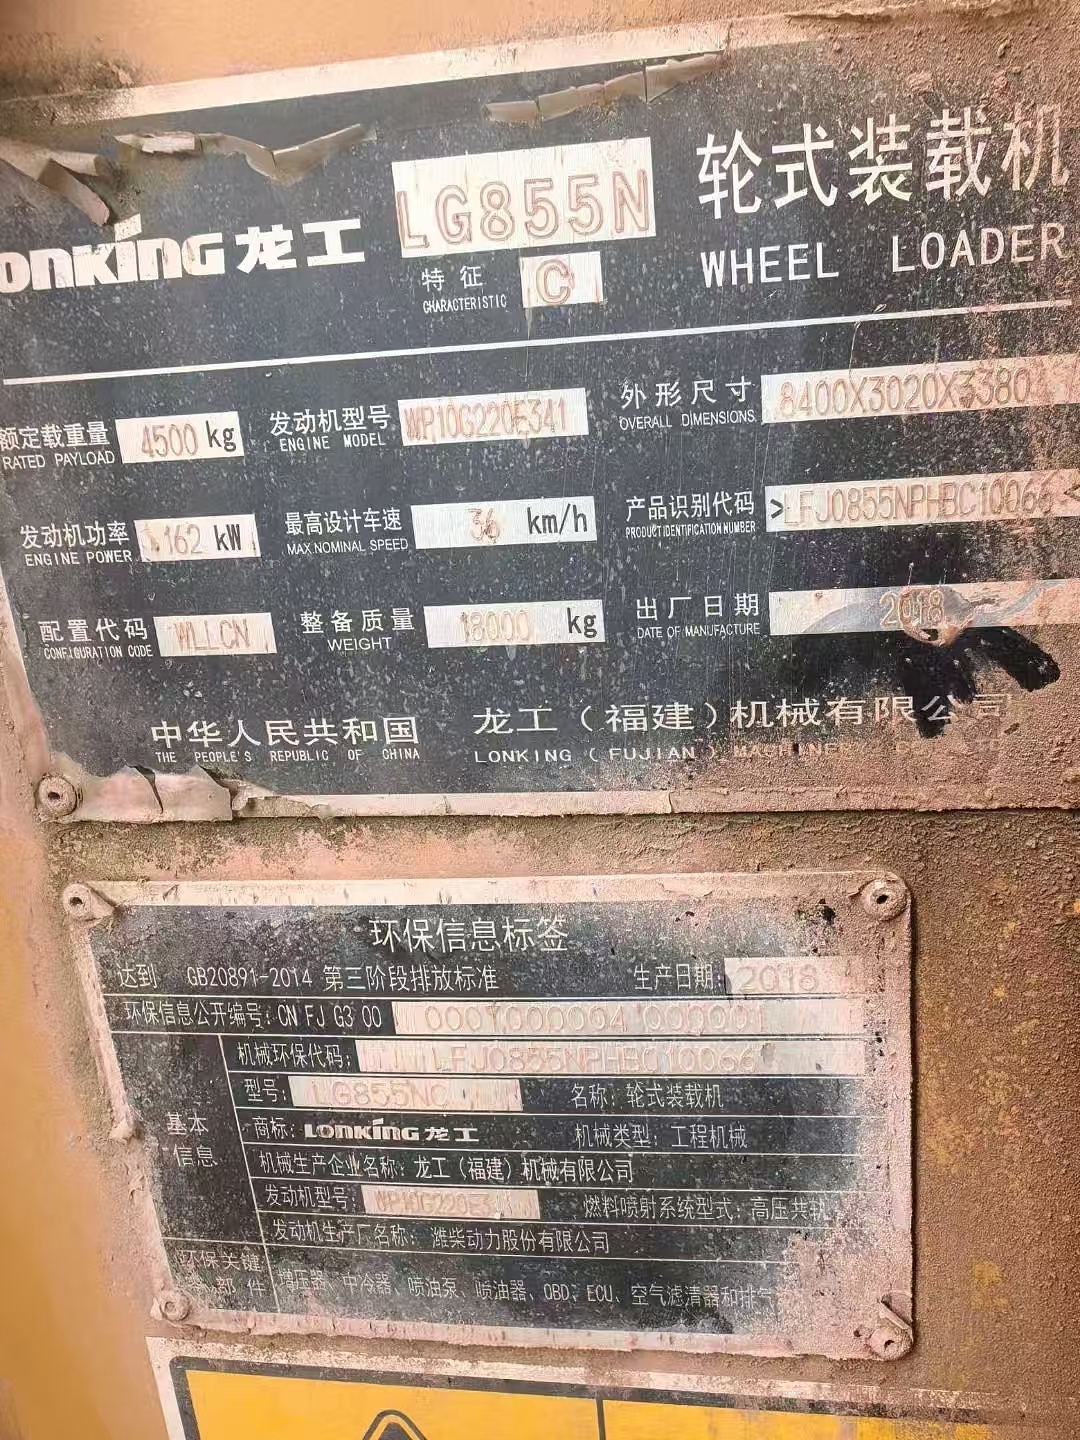 LONKING 龙工 LG855N 轮式装载机
特征 C WHEEL LOADER
CHARACTERISTIC
额定载重量 4500 kg 发动机型号 WP10G220E341 外形尺寸 8400X3020X3380
RATED PAYLOAD ENGINE MODEL OVERALL DIMENSIONS
发动机功率 162 kW 最高设计车速 36 km/h 产品识别代码 >LFJ0855NPHBC10066<
ENGINE POWER MAX.NOMINAL SPEED PRODUCT IDENTIFICATION NUMBER
配置代码 WLLCN 整备质量 18000 kg 出厂日期 2018
CONFIGURATION CODE WEIGHT DATE OF MANUFACTURE
中华人民共和国 龙工（福建）机械有限公司
THE PEOPLE'S REPUBLIC OF CHINA LONKING ( FUJIAN ) MACHINE
环保信息标签
达到 GB20891-2014 第三阶段排放标准 生产日期: 2018
环保信息公开编号: CN FJ G3 00
机械环保代码: LFJ0855NPHBC10066
型号: LG855NC 名称: 轮式装载机
基本信息 商标: LONKING 龙工 机械类型: 工程机械
机械生产企业名称: 龙工（福建）机械有限公司
发动机型号: WP10G220E341 燃料喷射系统型式: 高压共轨
发动机生产厂名称: 潍柴动力股份有限公司
环保关键部件 增压器、中冷器、喷油泵、喷油器、OBD、ECU、空气滤清器和排气